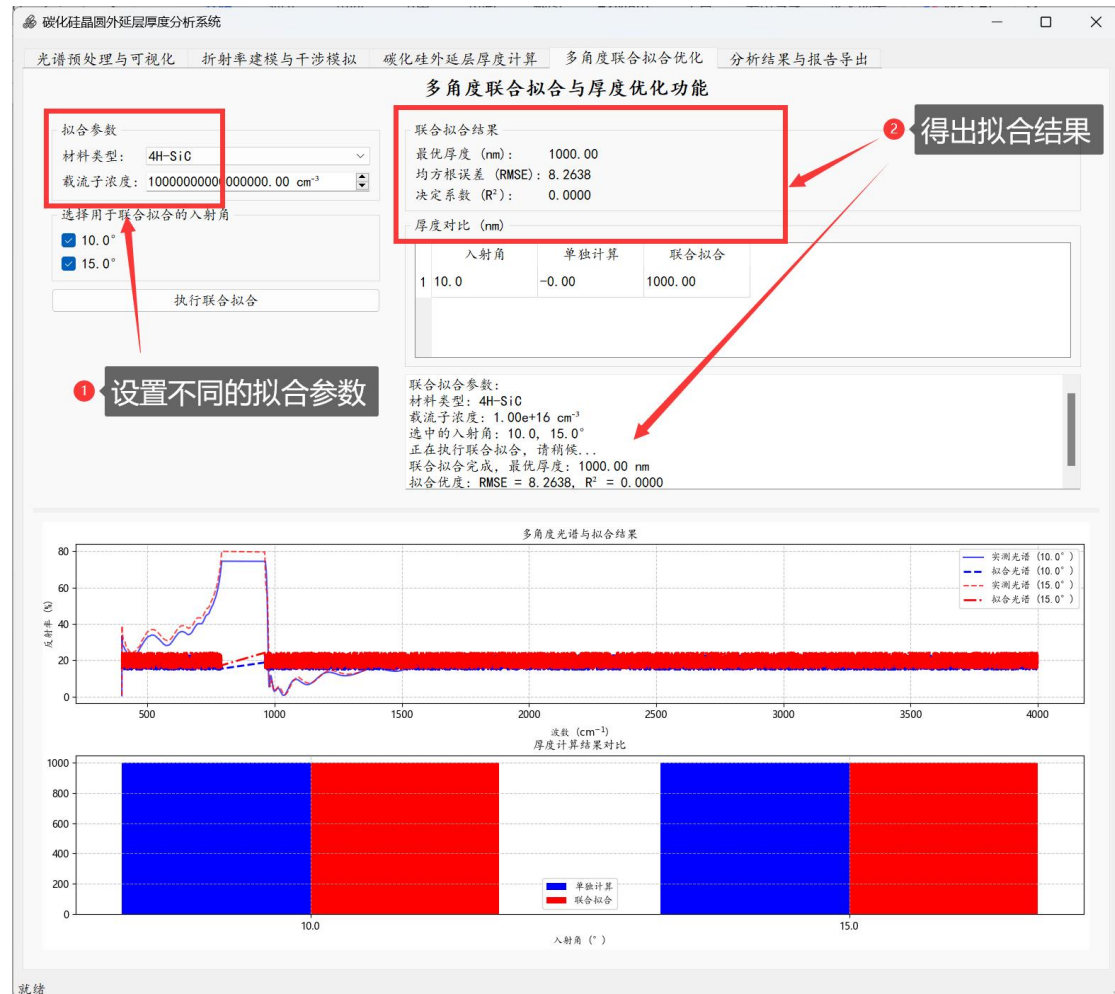 碳化硅晶圆外延层厚度分析系统
光谱预处理与可视化 折射率建模与干涉模拟 碳化硅外延层厚度计算 多角度联合拟合优化 分析结果与报告导出
多角度联合拟合与厚度优化功能
拟合参数
材料类型: 4H-SiC
载流子浓度: 10000000000000000.00 cm⁻³
选择用于联合拟合的入射角
10.0°
15.0°
执行联合拟合
1 设置不同的拟合参数
联合拟合结果
最优厚度 (nm): 1000.00
均方根误差 (RMSE): 8.2638
决定系数 (R²): 0.0000
2 得出拟合结果
厚度对比 (nm)
入射角 单独计算 联合拟合
1 10.0 -0.00 1000.00
联合拟合参数:
材料类型: 4H-SiC
载流子浓度: 1.00e+16 cm⁻³
选中的入射角: 10.0, 15.0°
正在执行联合拟合, 请稍候...
联合拟合完成, 最优厚度: 1000.00 nm
拟合优度: RMSE = 8.2638, R² = 0.0000
多角度光谱与拟合结果
反射率 (%)
80
60
40
20
0
实测光谱 (10.0°)
拟合光谱 (10.0°)
实测光谱 (15.0°)
拟合光谱 (15.0°)
500 1000 1500 2000 2500 3000 3500 4000
波数 (cm⁻¹)
厚度计算结果对比
1000
800
600
400
200
0
单独计算
联合拟合
10.0 15.0
入射角 (°)
就绪